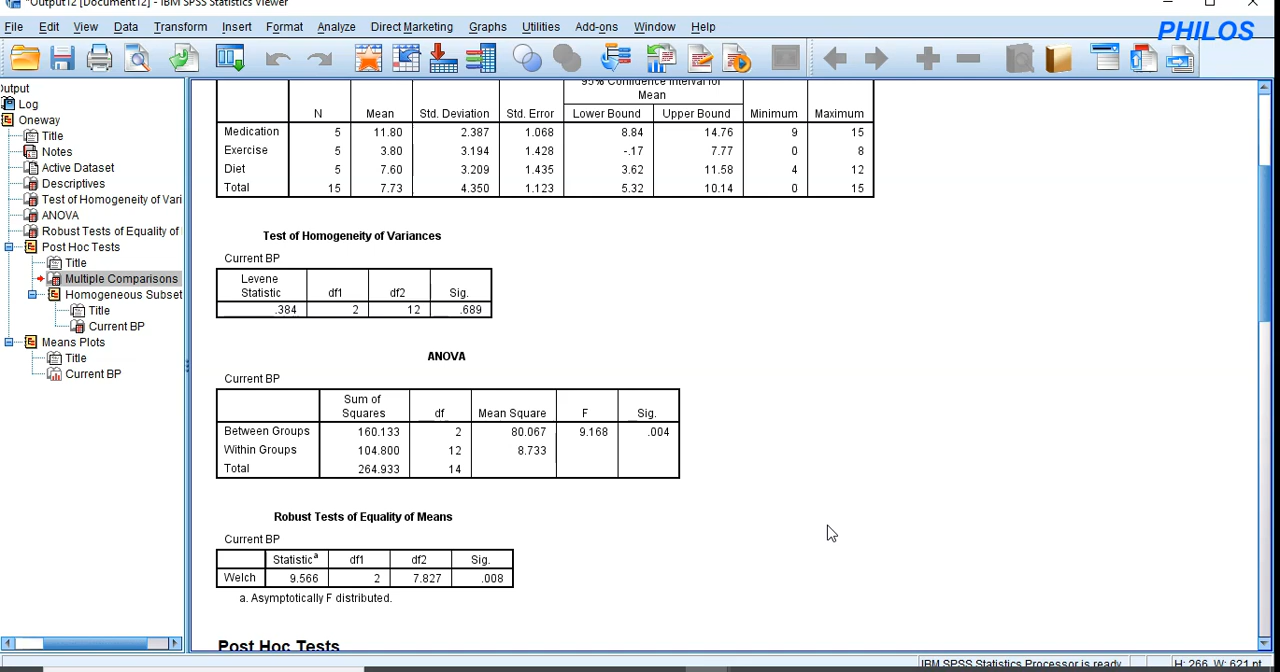 *Output12 [Document12] - IBM SPSS Statistics Viewer
File Edit View Data Transform Insert Format Analyze Direct Marketing Graphs Utilities Add-ons Window Help
PHILOS
Output
Log
Oneway
Title
Notes
Active Dataset
Descriptives
Test of Homogeneity of Vari
ANOVA
Robust Tests of Equality of
Post Hoc Tests
Title
Multiple Comparisons
Homogeneous Subset
Title
Current BP
Means Plots
Title
Current BP
95% Confidence Interval for
Mean
N Mean Std. Deviation Std. Error Lower Bound Upper Bound Minimum Maximum
Medication 5 11.80 2.387 1.068 8.84 14.76 9 15
Exercise 5 3.80 3.194 1.428 -.17 7.77 0 8
Diet 5 7.60 3.209 1.435 3.62 11.58 4 12
Total 15 7.73 4.350 1.123 5.32 10.14 0 15
Test of Homogeneity of Variances
Current BP
Levene
Statistic df1 df2 Sig.
.384 2 12 .689
ANOVA
Current BP
Sum of
Squares df Mean Square F Sig.
Between Groups 160.133 2 80.067 9.168 .004
Within Groups 104.800 12 8.733
Total 264.933 14
Robust Tests of Equality of Means
Current BP
Statistic a df1 df2 Sig.
Welch 9.566 2 7.827 .008
a. Asymptotically F distributed.
Post Hoc Tests
IBM SPSS Statistics Processor is ready H: 266, W: 621 pt